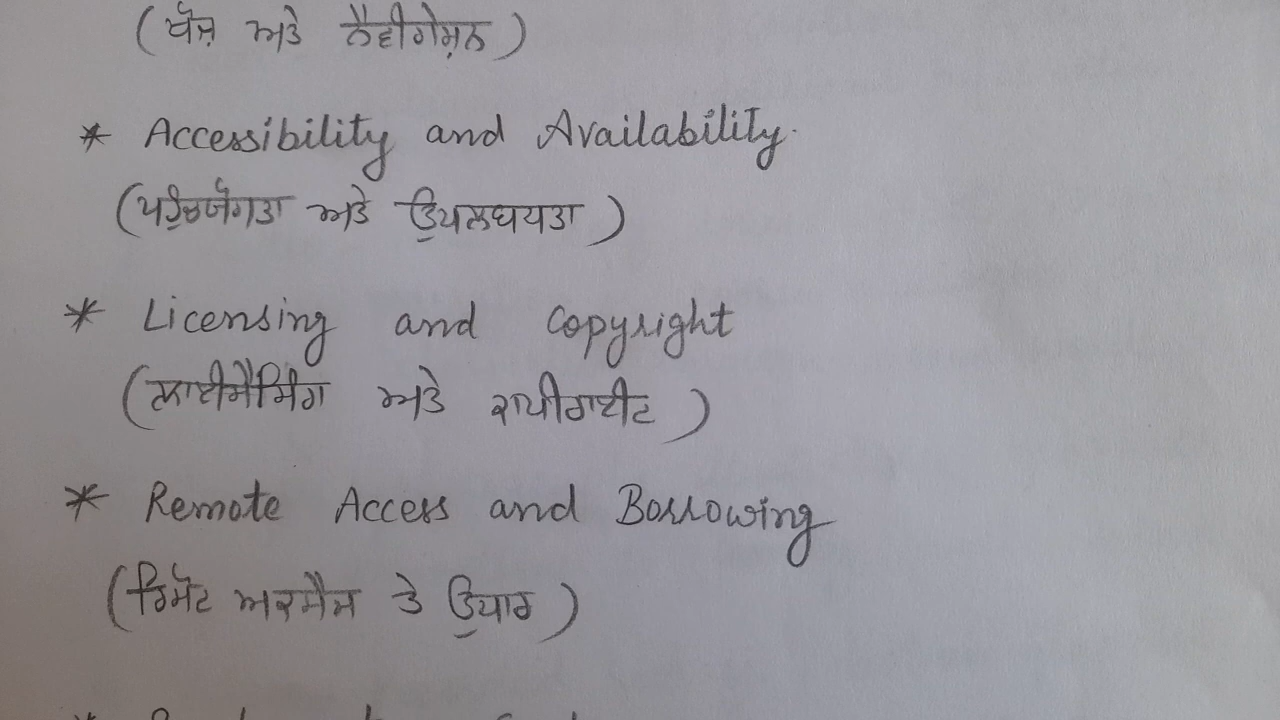 (ਖੋਜ਼ ਅਤੇ ਨੈਵੀਗੇਸ਼ਨ)
* Accessibility and Availability.
(ਪਹੁੰਚਯੋਗਤਾ ਅਤੇ ਉਪਲਬਧਤਾ)
* Licensing and Copyright
(ਲਾਈਸੈਸਿੰਗ ਅਤੇ ਕਾਪੀਰਾਈਟ)
* Remote Access and Borrowing
(ਰਿਮੋਟ ਅਕਸੈਸ ਤੇ ਉਧਾਰ)